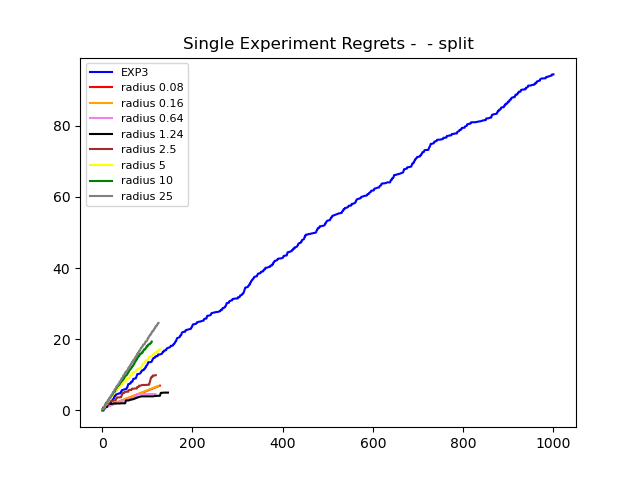 Single Experiment Regrets -  - split
EXP3
radius 0.08
radius 0.16
radius 0.64
radius 1.24
radius 2.5
radius 5
radius 10
radius 25
80
60
40
20
0
0 200 400 600 800 1000